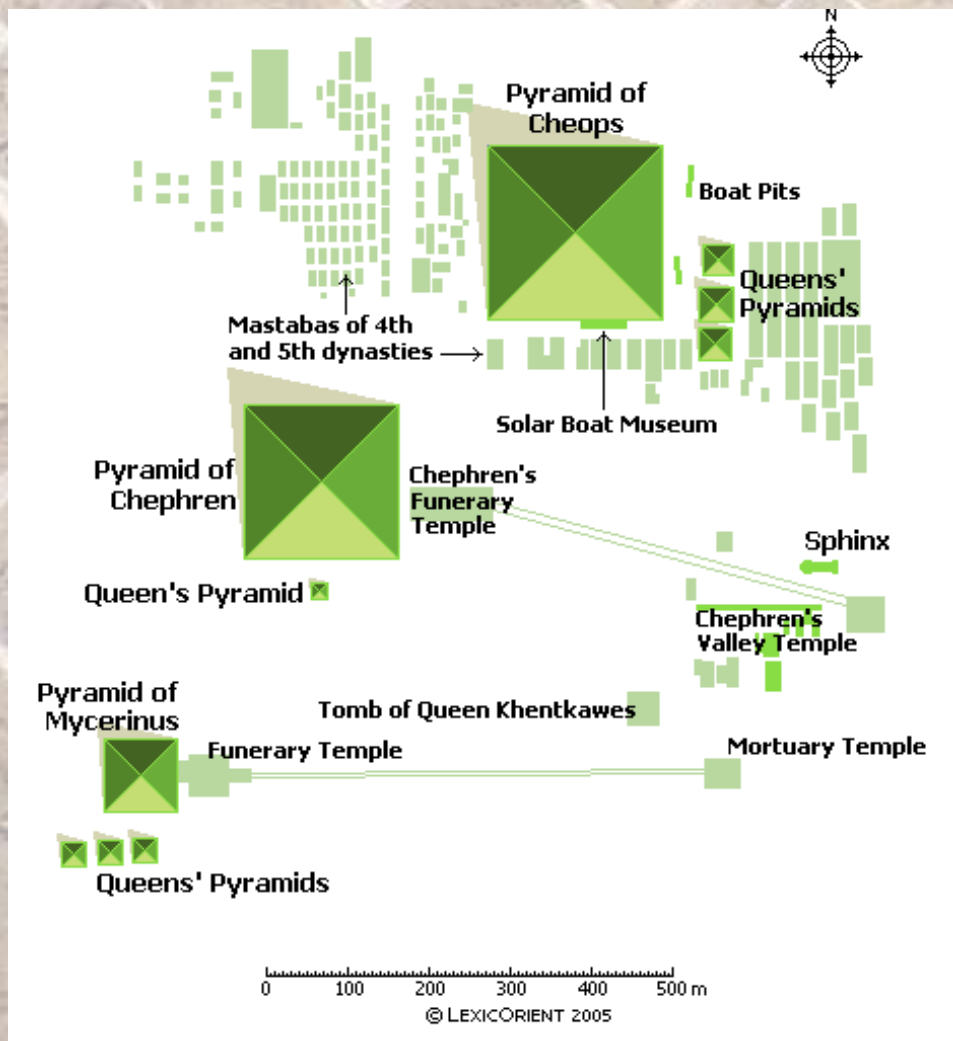 N
Pyramid of
Cheops
Boat Pits
Queens'
Pyramids
Mastabas of 4th
and 5th dynasties
Solar Boat Museum
Pyramid of
Chephren
Chephren's
Funerary
Temple
Sphinx
Queen's Pyramid
Chephren's
Valley Temple
Pyramid of
Mycerinus
Tomb of Queen Khentkawes
Funerary Temple
Mortuary Temple
Queens' Pyramids
0 100 200 300 400 500 m
© LEXICORIENT 2005